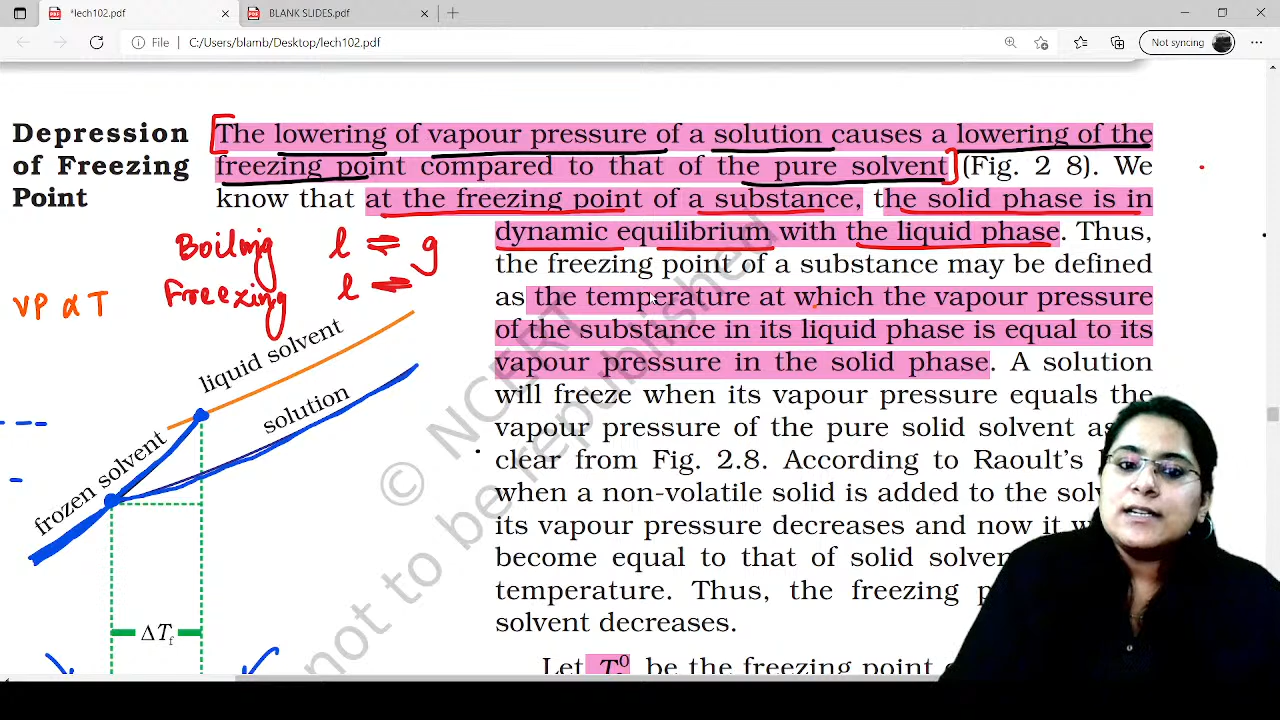 *lech102.pdf
BLANK SLIDES.pdf
File
C:/Users/blamb/Desktop/lech102.pdf
Not syncing
Depression
of Freezing
Point
The lowering of vapour pressure of a solution causes a lowering of the
freezing point compared to that of the pure solvent (Fig. 2 8). We
know that at the freezing point of a substance, the solid phase is in
dynamic equilibrium with the liquid phase. Thus,
the freezing point of a substance may be defined
as the temperature at which the vapour pressure
of the substance in its liquid phase is equal to its
vapour pressure in the solid phase. A solution
will freeze when its vapour pressure equals the
vapour pressure of the pure solid solvent as
clear from Fig. 2.8. According to Raoult's
when a non-volatile solid is added to the
its vapour pressure decreases and now it
become equal to that of solid
temperature. Thus, the freezing
solvent decreases.
Let T⁰ be the freezing point
Boiling l ⇌ g
Freezing l ⇌
VP α T
liquid solvent
solution
frozen solvent
ΔTf
© NCERT
not to be republished